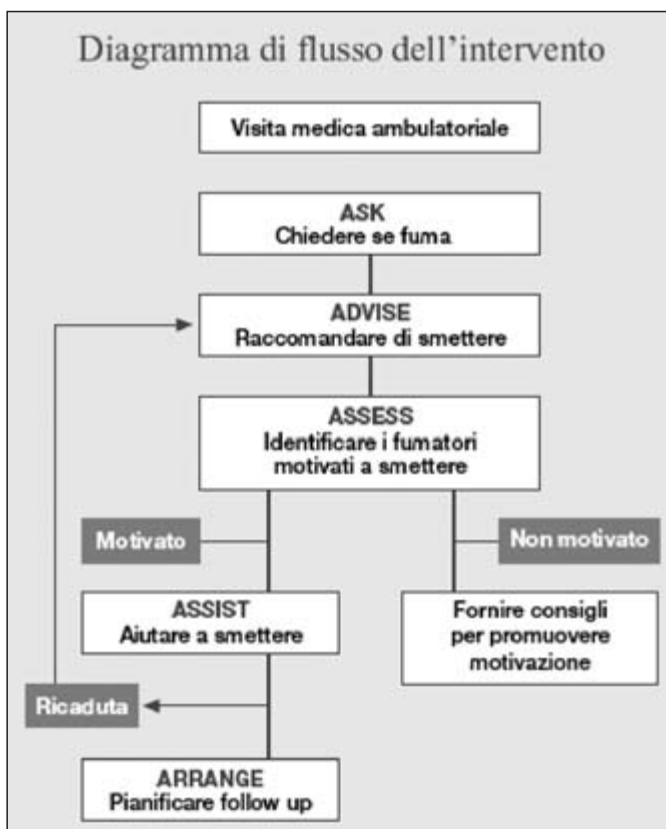 Diagramma di flusso dell'intervento
Visita medica ambulatoriale
ASK
Chiedere se fuma
ADVISE
Raccomandare di smettere
ASSESS
Identificare i fumatori
motivati a smettere
Motivato
Non motivato
ASSIST
Aiutare a smettere
Fornire consigli
per promuovere
motivazione
Ricaduta
ARRANGE
Pianificare follow up